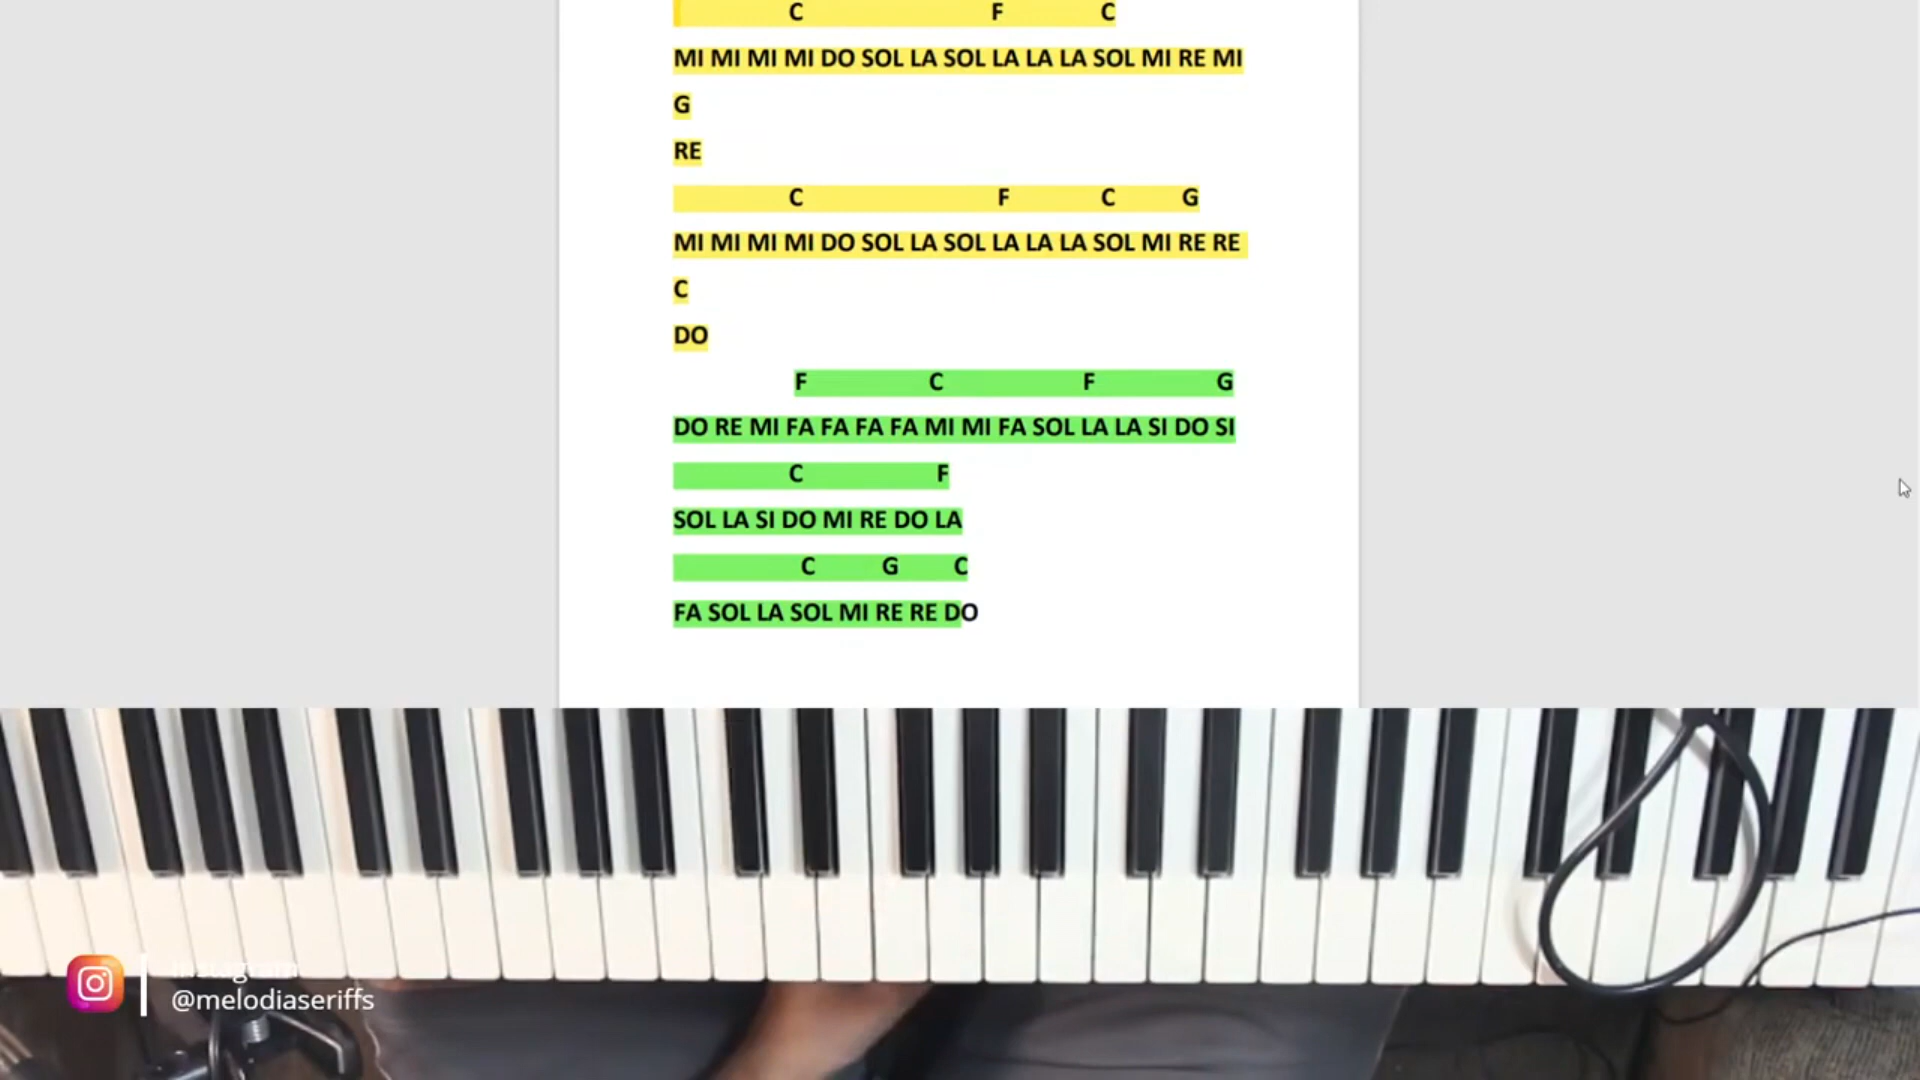 C F C
MI MI MI MI DO SOL LA SOL LA LA LA SOL MI RE MI
G
RE
C F C G
MI MI MI MI DO SOL LA SOL LA LA LA SOL MI RE RE
C
DO
F C F G
DO RE MI FA FA FA FA MI MI FA SOL LA LA SI DO SI
C F
SOL LA SI DO MI RE DO LA
C G C
FA SOL LA SOL MI RE RE DO
Instagram
@melodiaseriffs